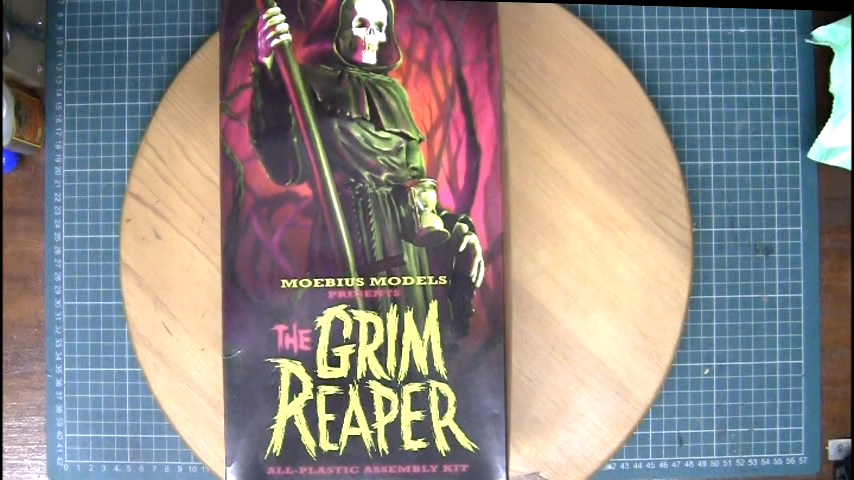 MOEBIUS MODELS
PRESENTS
THE GRIM
REAPER
ALL-PLASTIC ASSEMBLY KIT